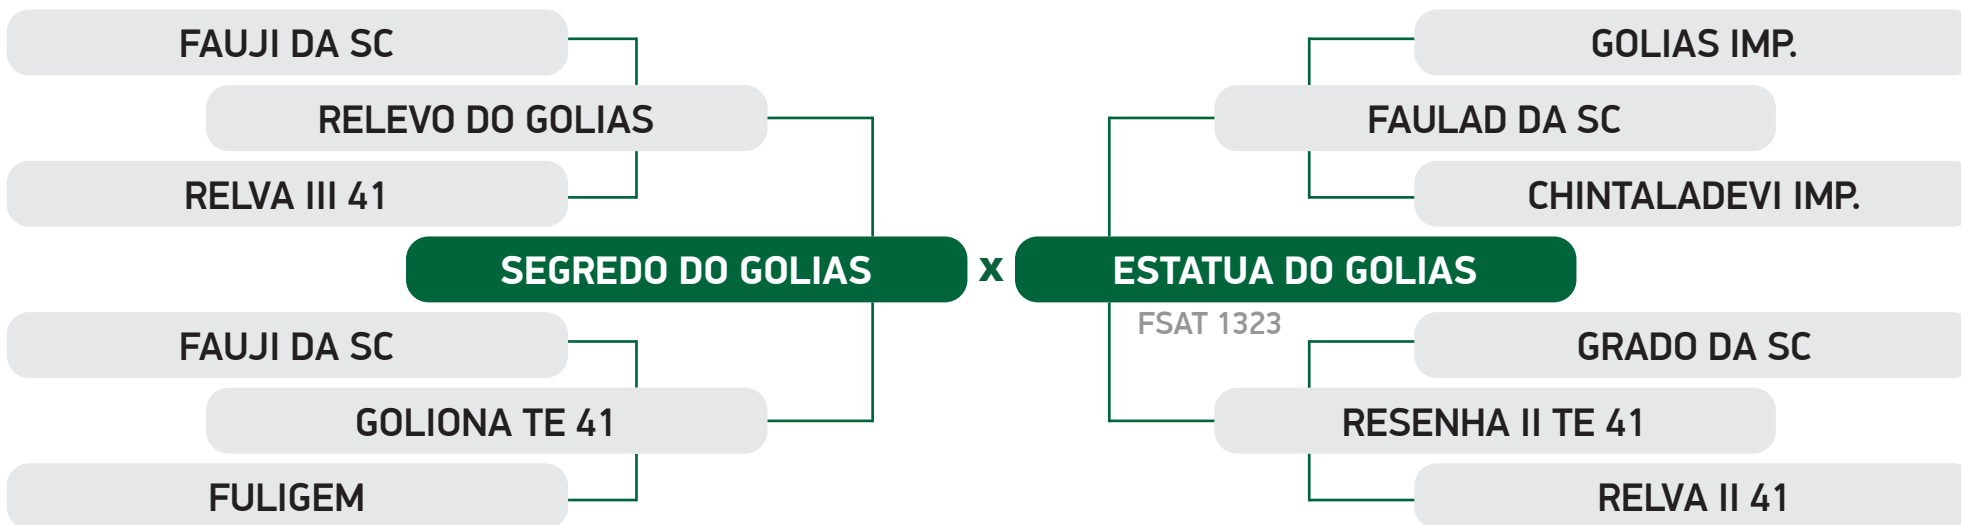 FAUJI DA SC
GOLIAS IMP.
RELEVO DO GOLIAS
FAULAD DA SC
RELVA III 41
CHINTALADEVI IMP.
SEGREDO DO GOLIAS x ESTATUA DO GOLIAS
FSAT 1323
FAUJI DA SC
GRADO DA SC
GOLIONA TE 41
RESENHA II TE 41
FULIGEM
RELVA II 41